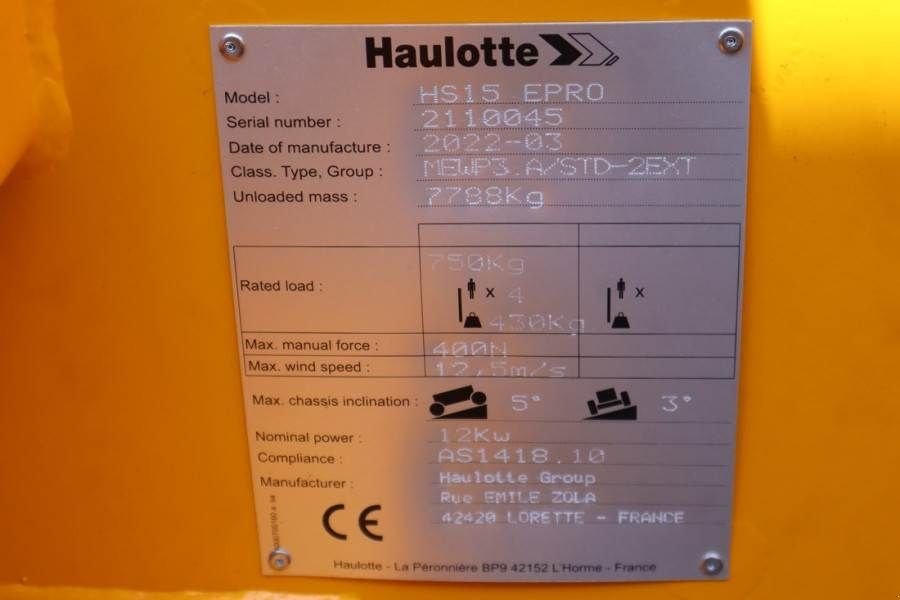 Haulotte
Model : HS15 EPRO
Serial number : 2110045
Date of manufacture : 2022-03
Class. Type, Group : MEWP3.A/STD-2EXT
Unloaded mass : 7788Kg
750Kg
Rated load : x 4 x
430Kg
Max. manual force : 400N
Max. wind speed : 12,5m/s
Max. chassis inclination : 5° 3°
Nominal power : 12Kw
Compliance : AS1418.10
Manufacturer : Haulotte Group
Rue EMILE ZOLA
42420 LORETTE - FRANCE
CE
Haulotte - La Péronnière BP9 42152 L'Horme - France